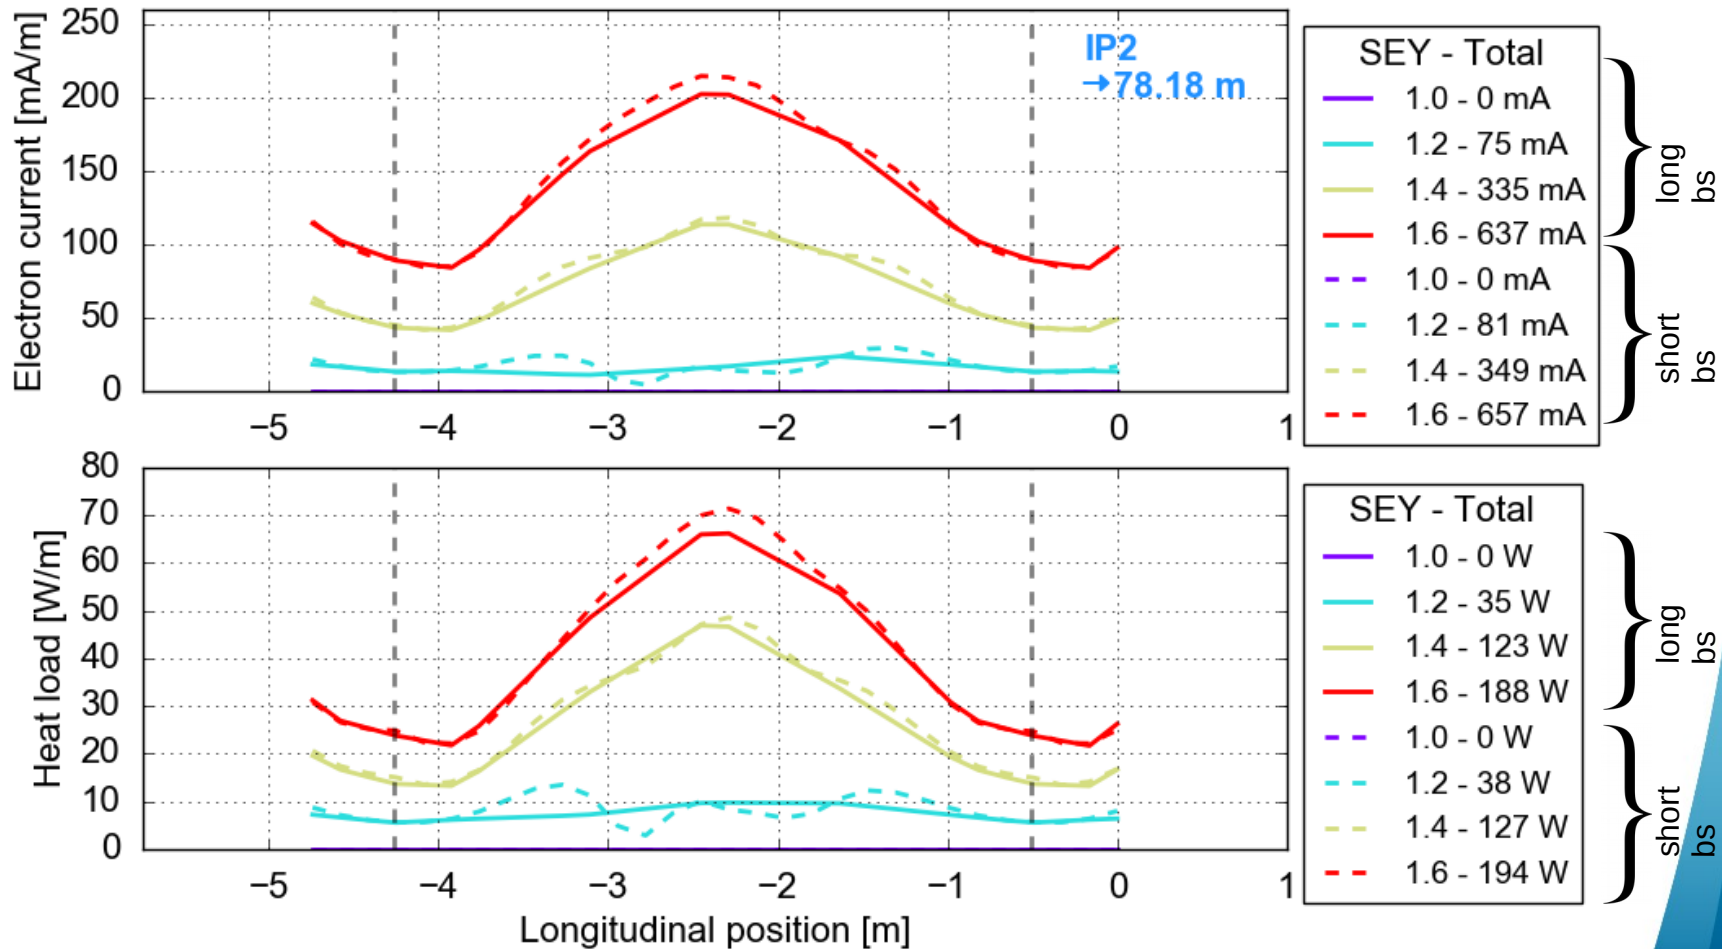 Electron current [mA/m]
250
200
150
100
50
0
−5 −4 −3 −2 −1 0 1
IP2
→78.18 m
SEY - Total
1.0 - 0 mA
1.2 - 75 mA
1.4 - 335 mA
1.6 - 637 mA
1.0 - 0 mA
1.2 - 81 mA
1.4 - 349 mA
1.6 - 657 mA
long
bs
short
bs
Heat load [W/m]
80
70
60
50
40
30
20
10
0
−5 −4 −3 −2 −1 0 1
Longitudinal position [m]
SEY - Total
1.0 - 0 W
1.2 - 35 W
1.4 - 123 W
1.6 - 188 W
1.0 - 0 W
1.2 - 38 W
1.4 - 127 W
1.6 - 194 W
long
bs
short
bs